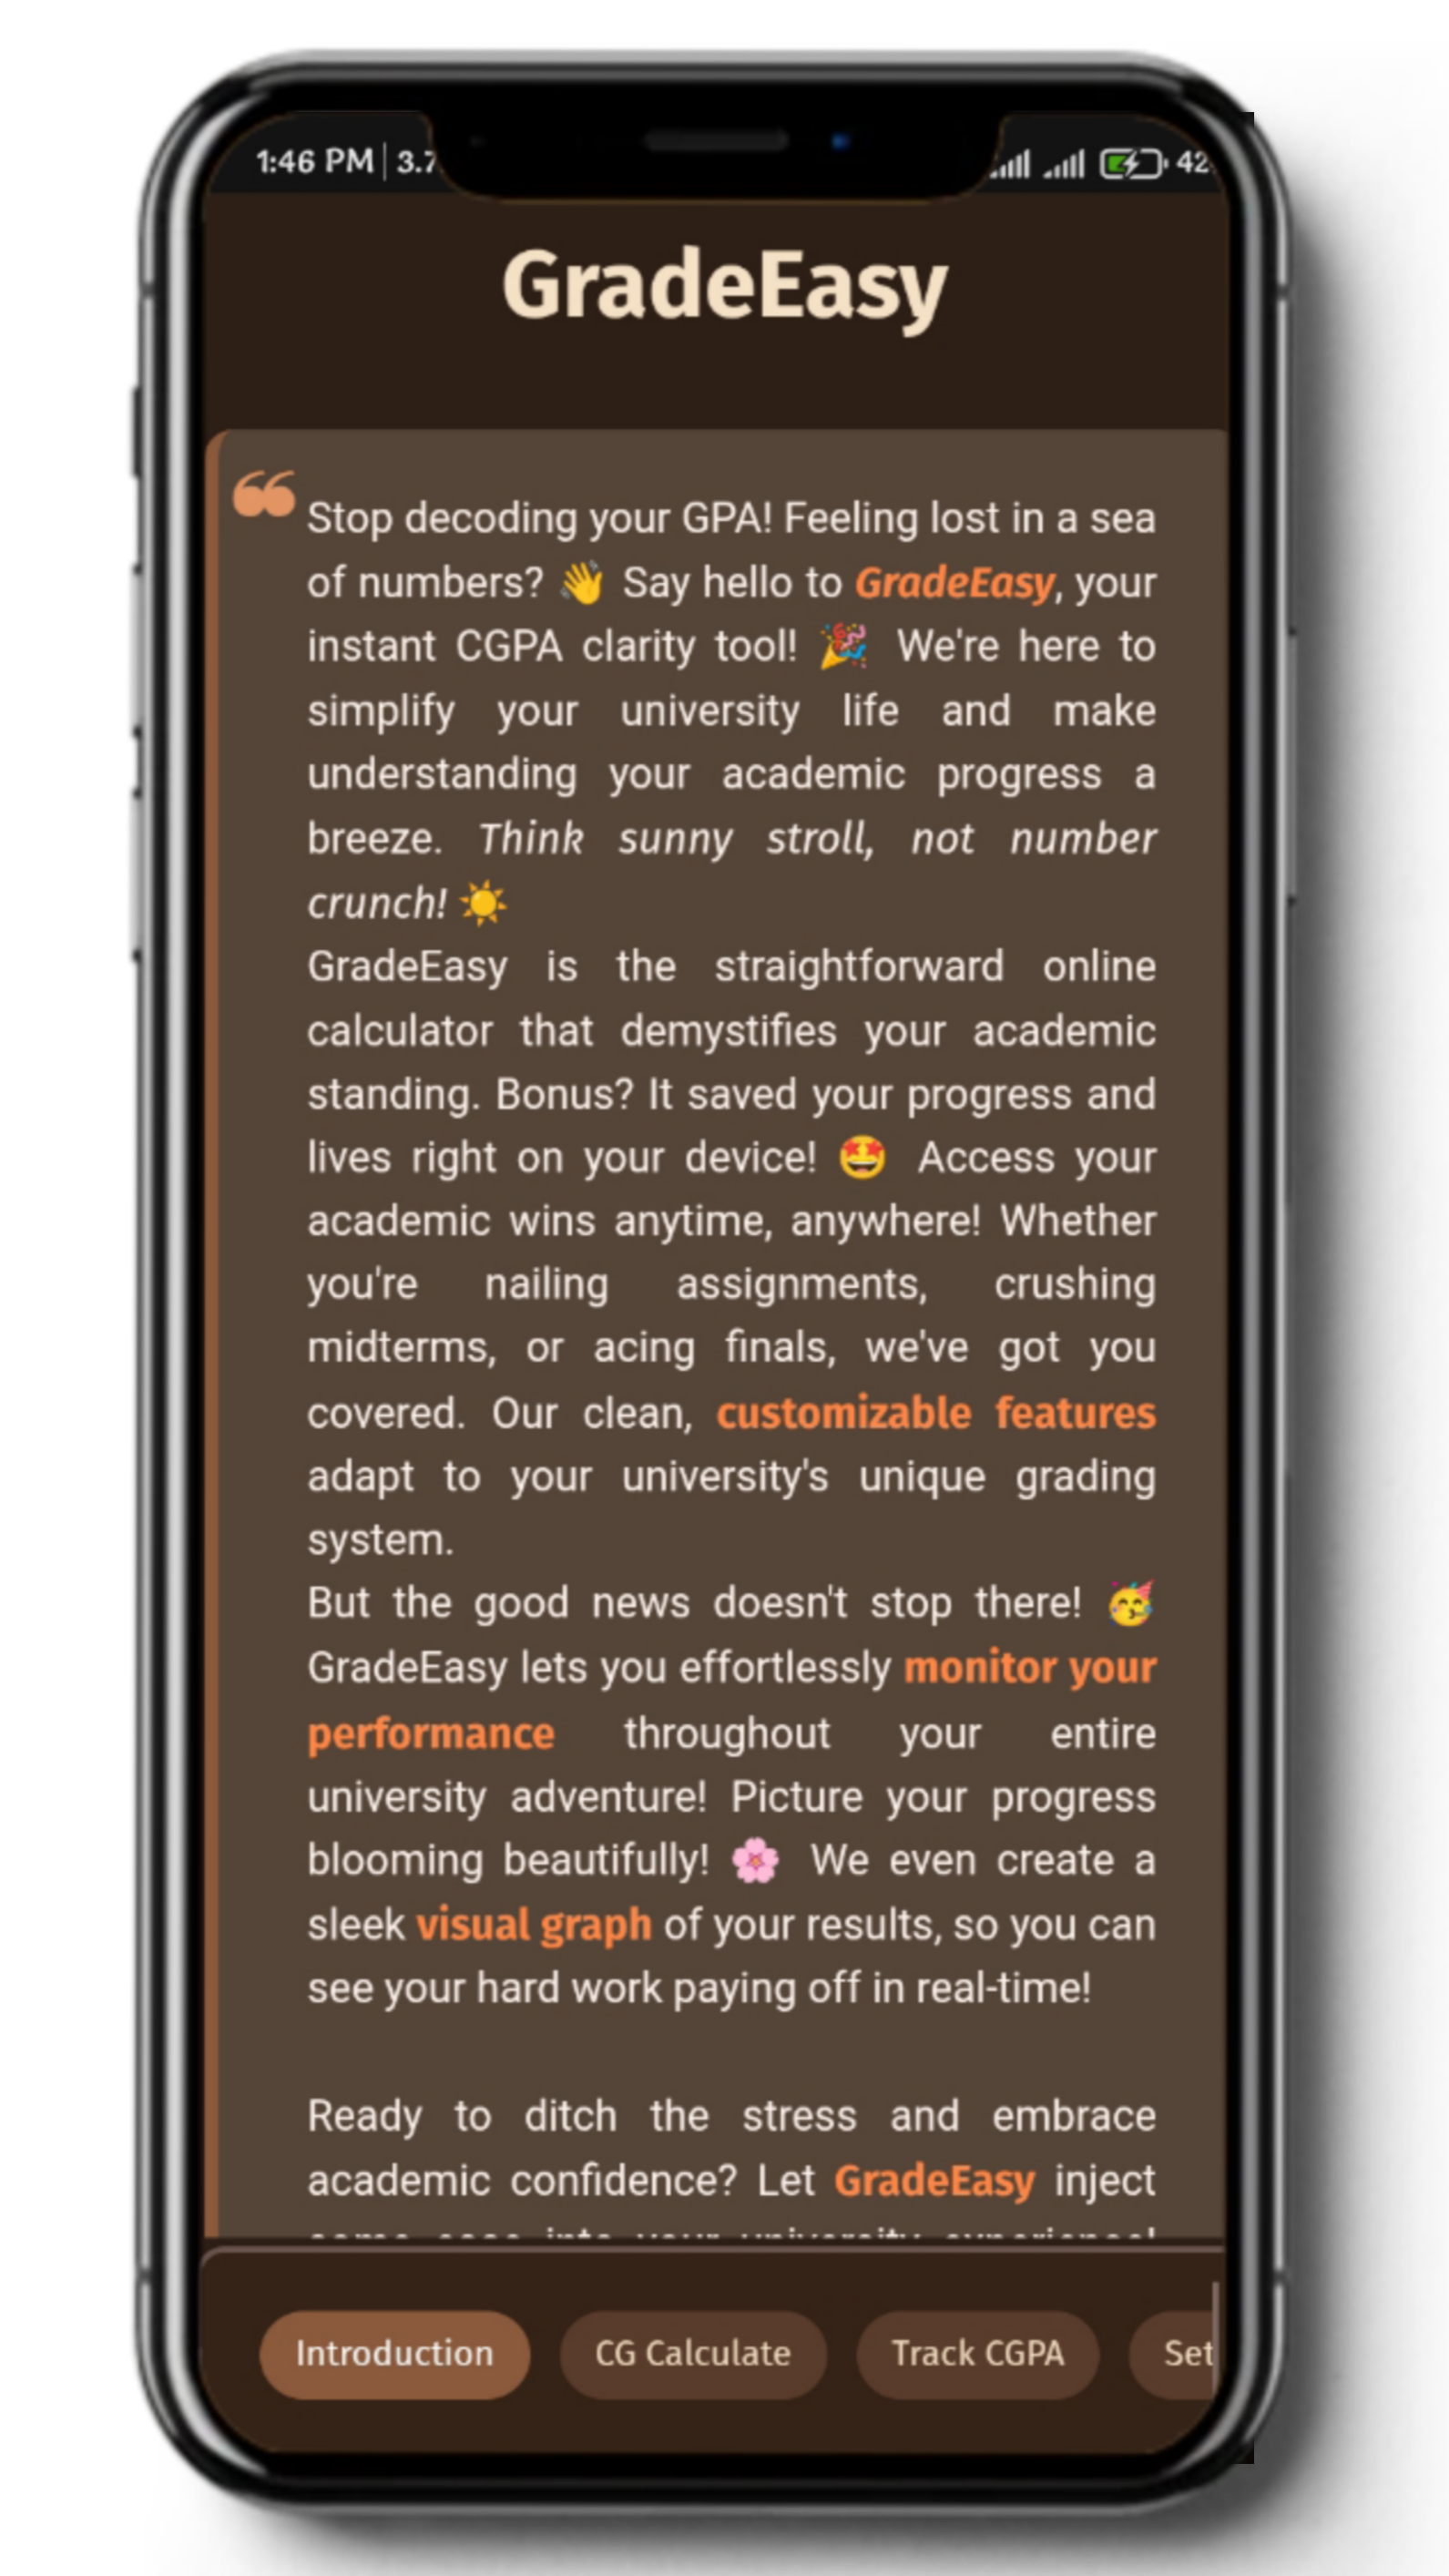 1:46 PM | 3.7
42
GradeEasy
❝ Stop decoding your GPA! Feeling lost in a sea
of numbers? 👋 Say hello to GradeEasy, your
instant CGPA clarity tool! 🎉 We're here to
simplify your university life and make
understanding your academic progress a
breeze. Think sunny stroll, not number
crunch! ☀️
GradeEasy is the straightforward online
calculator that demystifies your academic
standing. Bonus? It saved your progress and
lives right on your device! 🤩 Access your
academic wins anytime, anywhere! Whether
you're nailing assignments, crushing
midterms, or acing finals, we've got you
covered. Our clean, customizable features
adapt to your university's unique grading
system.
But the good news doesn't stop there! 🥳
GradeEasy lets you effortlessly monitor your
performance throughout your entire
university adventure! Picture your progress
blooming beautifully! 🌸 We even create a
sleek visual graph of your results, so you can
see your hard work paying off in real-time!
Ready to ditch the stress and embrace
academic confidence? Let GradeEasy inject
Introduction
CG Calculate
Track CGPA
Set